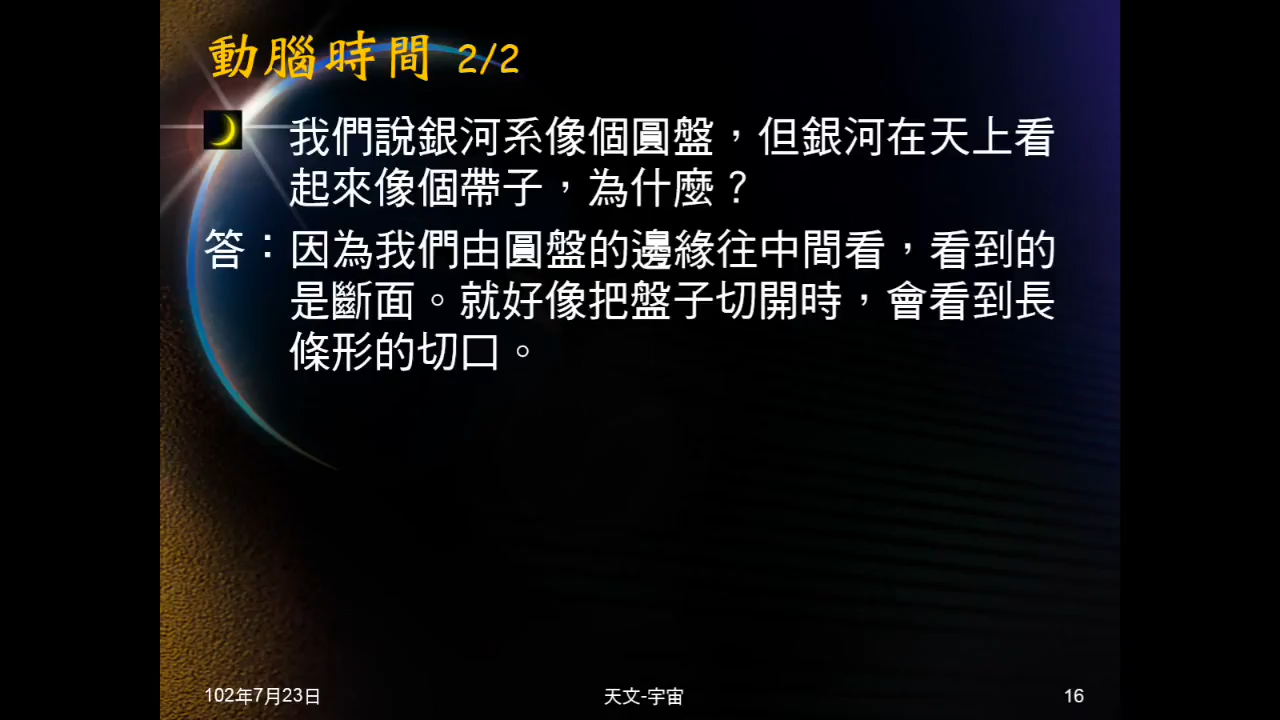 動腦時間 2/2
我們說銀河系像個圓盤，但銀河在天上看
起來像個帶子，為什麼？
答：因為我們由圓盤的邊緣往中間看，看到的
是斷面。就好像把盤子切開時，會看到長
條形的切口。
102年7月23日
天文-宇宙
16